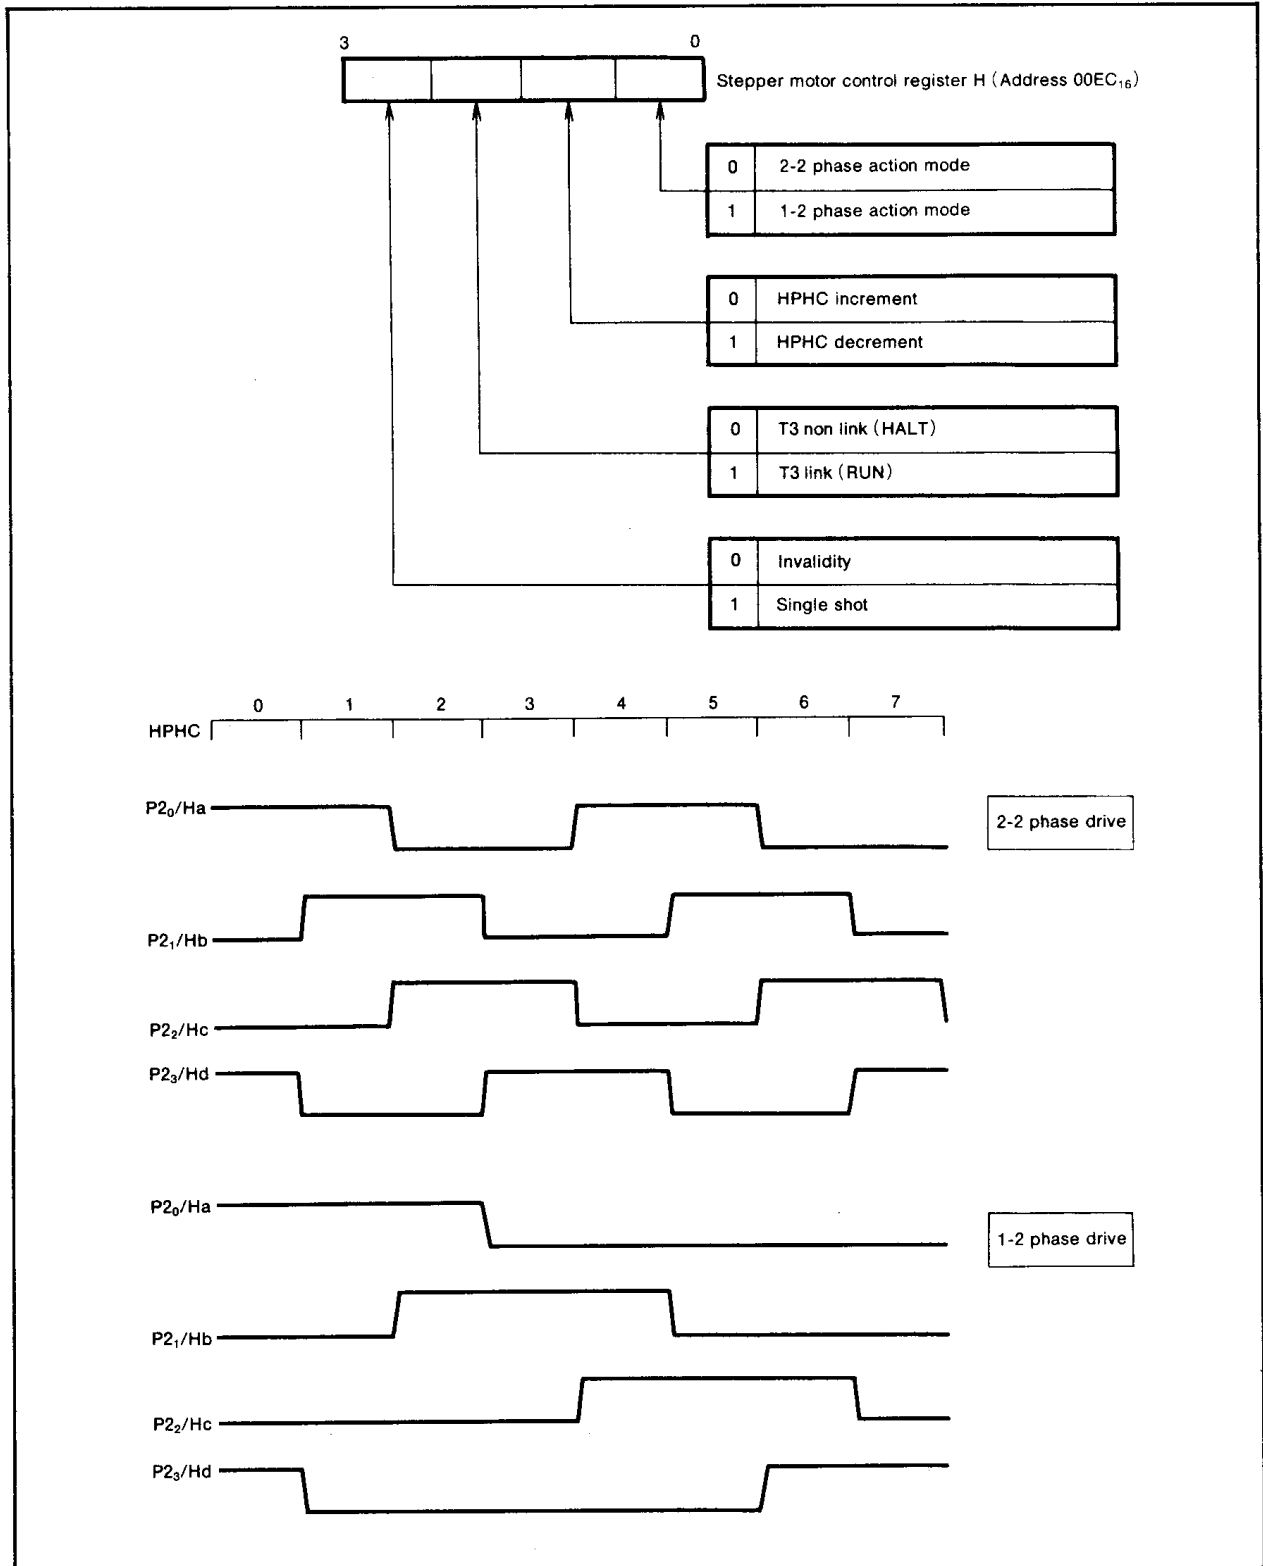 3 0
Stepper motor control register H (Address 00EC₁₆)
0 2-2 phase action mode
1 1-2 phase action mode
0 HPHC increment
1 HPHC decrement
0 T3 non link (HALT)
1 T3 link (RUN)
0 Invalidity
1 Single shot
0 1 2 3 4 5 6 7
HPHC
P2₀/Ha
2-2 phase drive
P2₁/Hb
P2₂/Hc
P2₃/Hd
P2₀/Ha
1-2 phase drive
P2₁/Hb
P2₂/Hc
P2₃/Hd